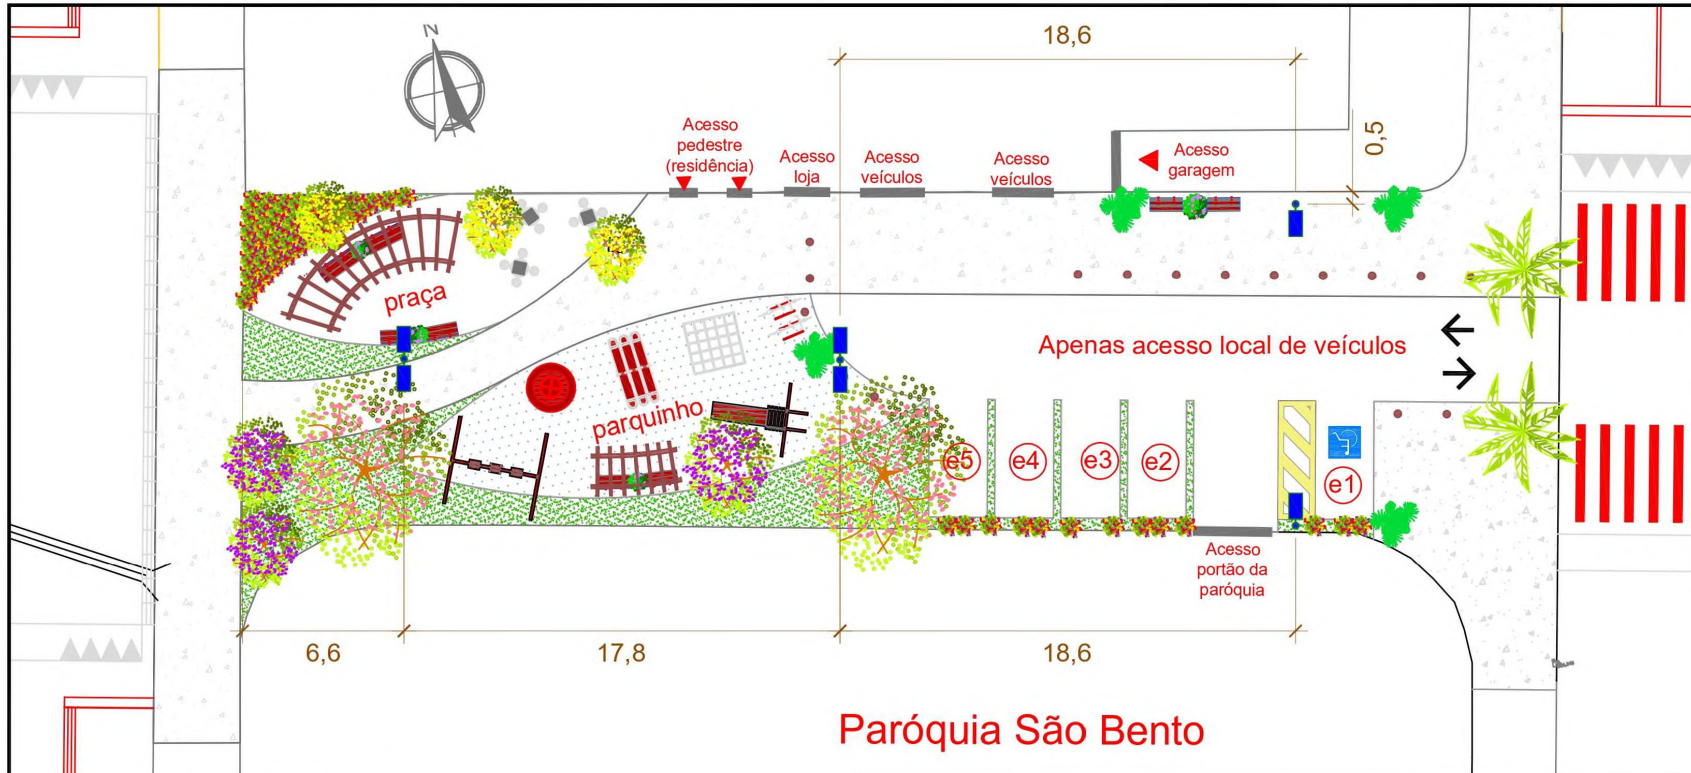 N
18,6
0,5
Acesso
pedestre
(residência)
Acesso
loja
Acesso
veículos
Acesso
veículos
Acesso
garagem
praça
Apenas acesso local de veículos
parquinho
e5
e4
e3
e2
e1
Acesso
portão da
paróquia
6,6
17,8
18,6
Paróquia São Bento